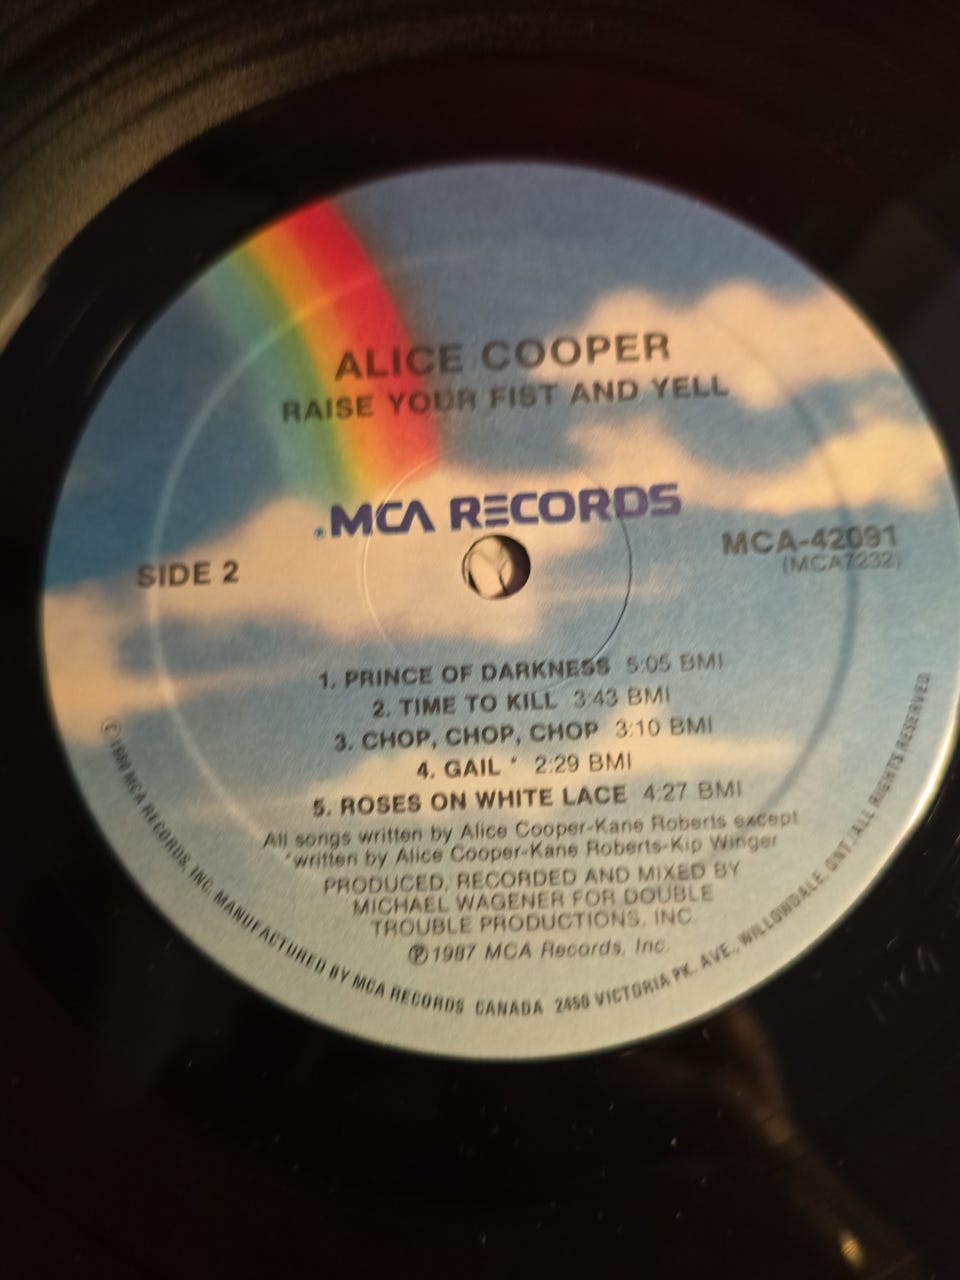 ALICE COOPER
RAISE YOUR FIST AND YELL
MCA RECORDS
SIDE 2
MCA-42091
(MCA7232)
1. PRINCE OF DARKNESS 5:05 BMI
2. TIME TO KILL 3:43 BMI
3. CHOP, CHOP, CHOP 3:10 BMI
4. GAIL * 2:29 BMI
5. ROSES ON WHITE LACE 4:27 BMI
All songs written by Alice Cooper-Kane Roberts except
*written by Alice Cooper-Kane Roberts-Kip Winger
PRODUCED, RECORDED AND MIXED BY
MICHAEL WAGENER FOR DOUBLE
TROUBLE PRODUCTIONS, INC.
℗1987 MCA Records, Inc.
MCA RECORDS, INC. MANUFACTURED BY MCA RECORDS CANADA 2450 VICTORIA PK. AVE., WILLOWDALE, ONT. ALL RIGHTS RESERVED